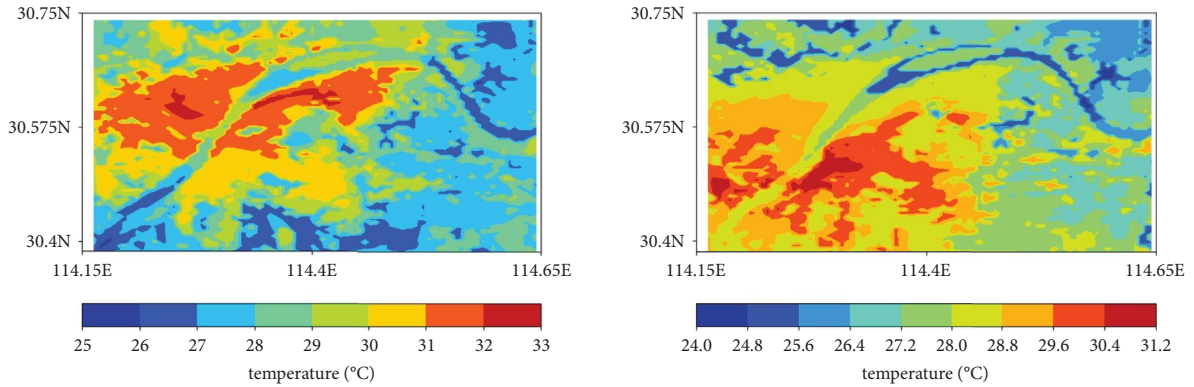 30.75N
30.575N
30.4N
114.15E 114.4E 114.65E
25 26 27 28 29 30 31 32 33
temperature (°C)
30.75N
30.575N
30.4N
114.15E 114.4E 114.65E
24.0 24.8 25.6 26.4 27.2 28.0 28.8 29.6 30.4 31.2
temperature (°C)